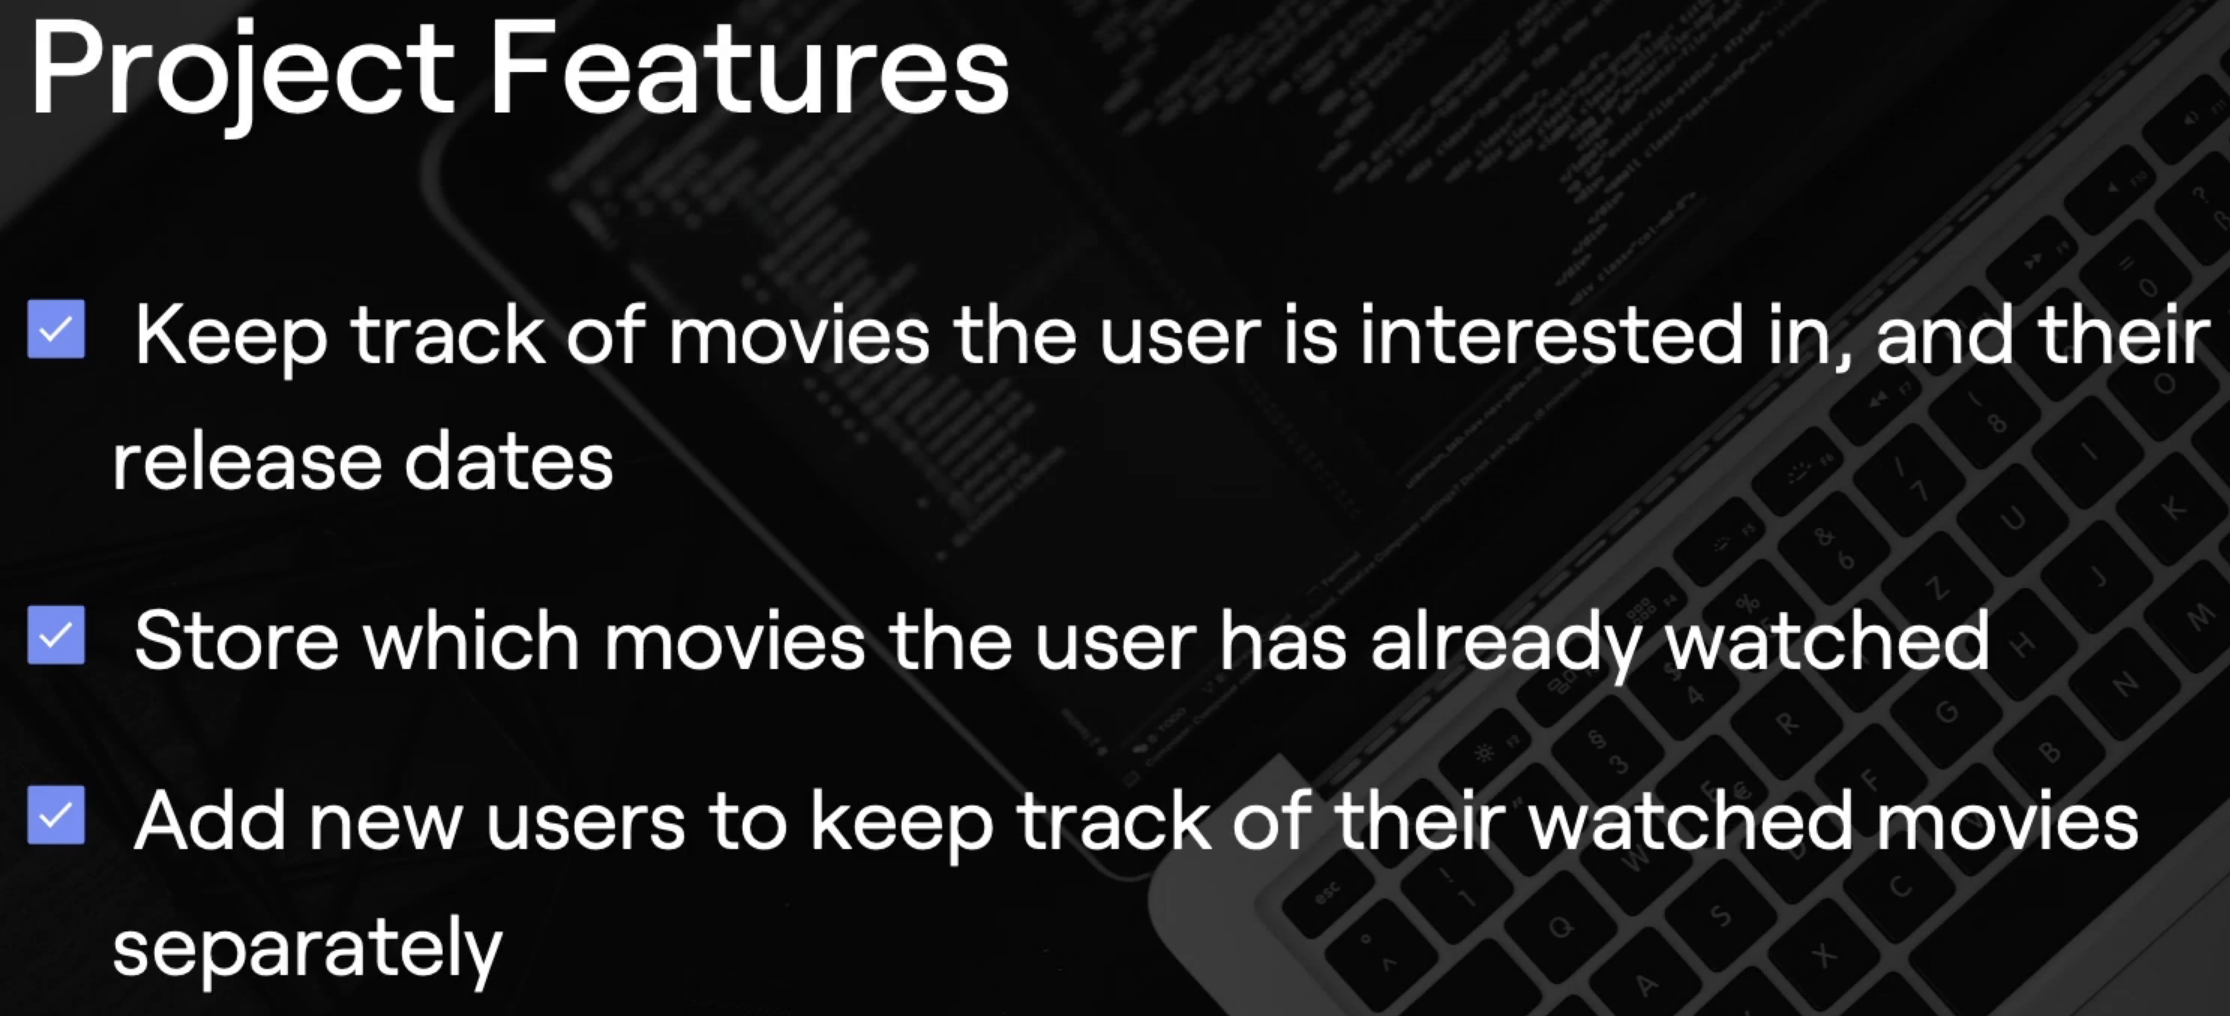 Project Features
Keep track of movies the user is interested in, and their
release dates
Store which movies the user has already watched
Add new users to keep track of their watched movies
separately